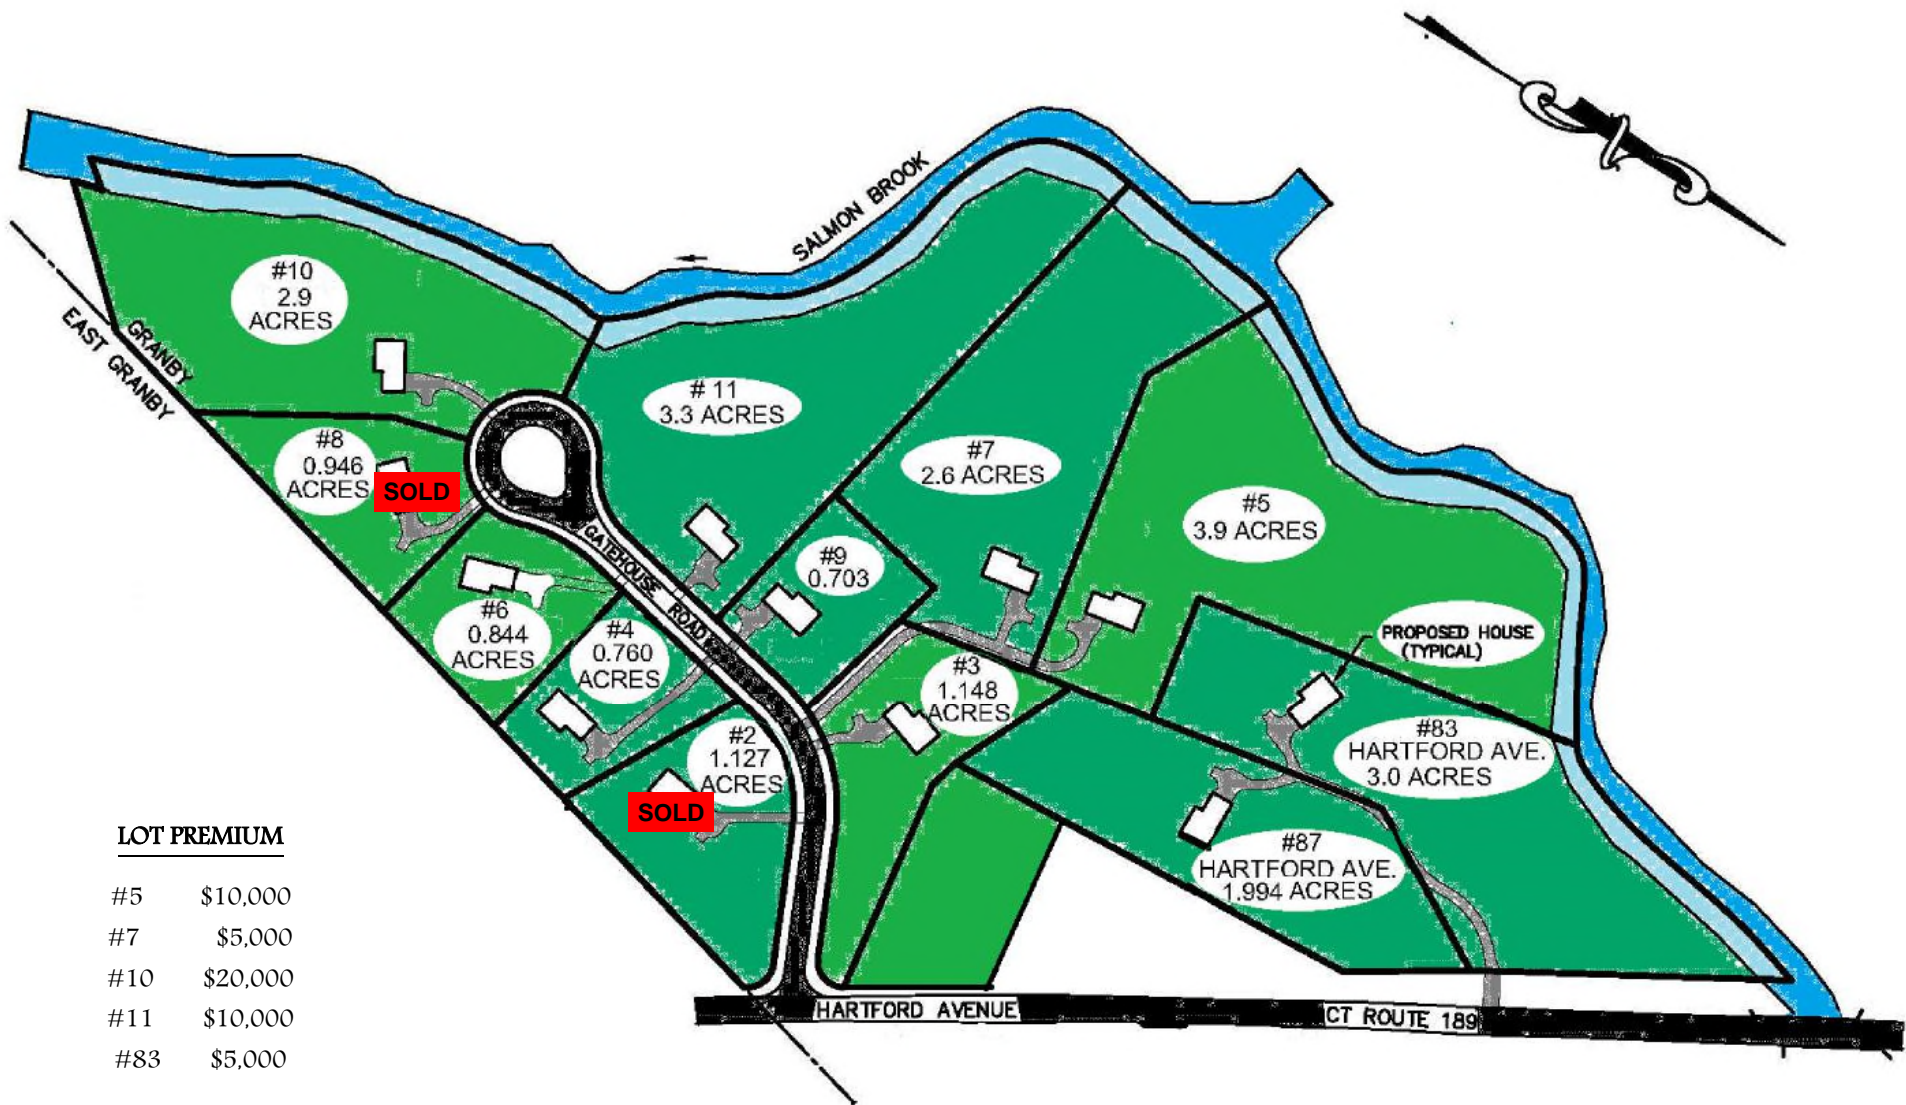 SALMON BROOK
#10
2.9
ACRES
GRANBY
EAST GRANBY
# 11
3.3 ACRES
#8
0.946
ACRES
SOLD
#7
2.6 ACRES
#5
3.9 ACRES
GATEHOUSE ROAD
#9
0.703
#6
0.844
ACRES
#4
0.760
ACRES
PROPOSED HOUSE
(TYPICAL)
#3
1.148
ACRES
#2
1.127
ACRES
SOLD
#83
HARTFORD AVE.
3.0 ACRES
#87
HARTFORD AVE.
1.994 ACRES
LOT PREMIUM
#5 $10,000
#7 $5,000
#10 $20,000
#11 $10,000
#83 $5,000
HARTFORD AVENUE
CT ROUTE 189